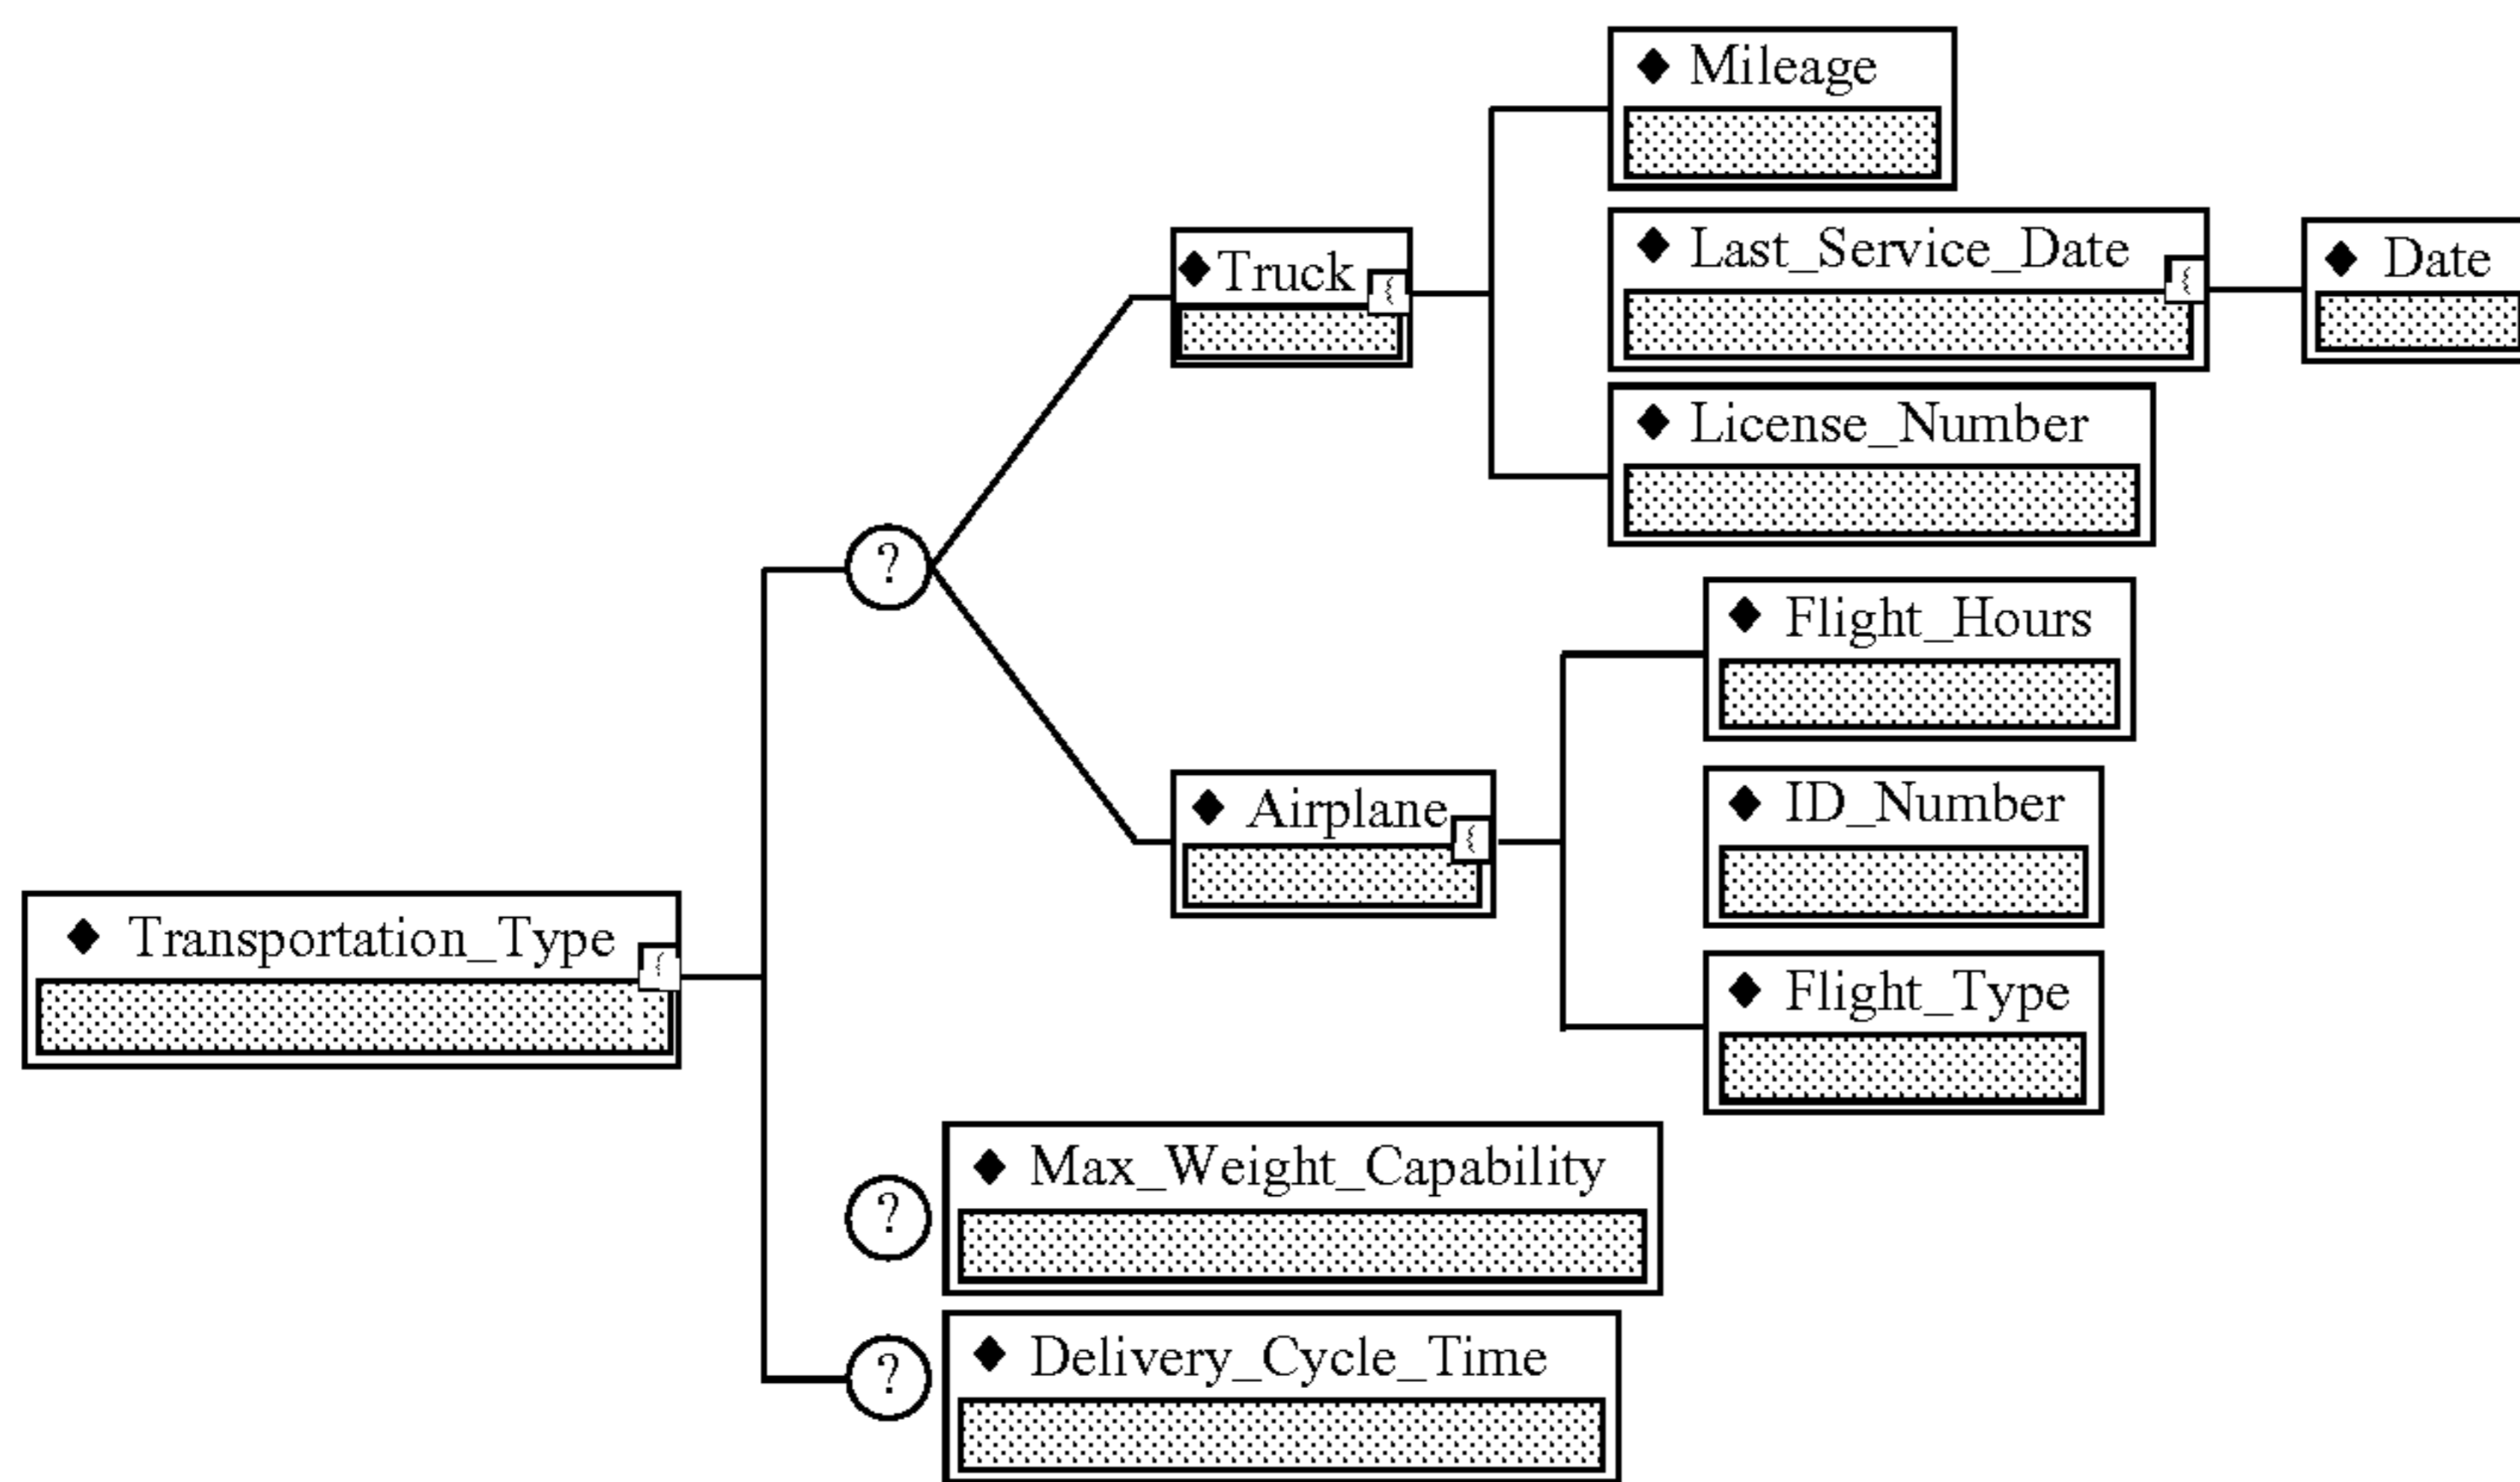 Mileage
Last_Service_Date
Date
Truck
{
{
License_Number
?
Flight_Hours
Airplane
{
ID_Number
Transportation_Type
{
Flight_Type
Max_Weight_Capability
?
Delivery_Cycle_Time
?